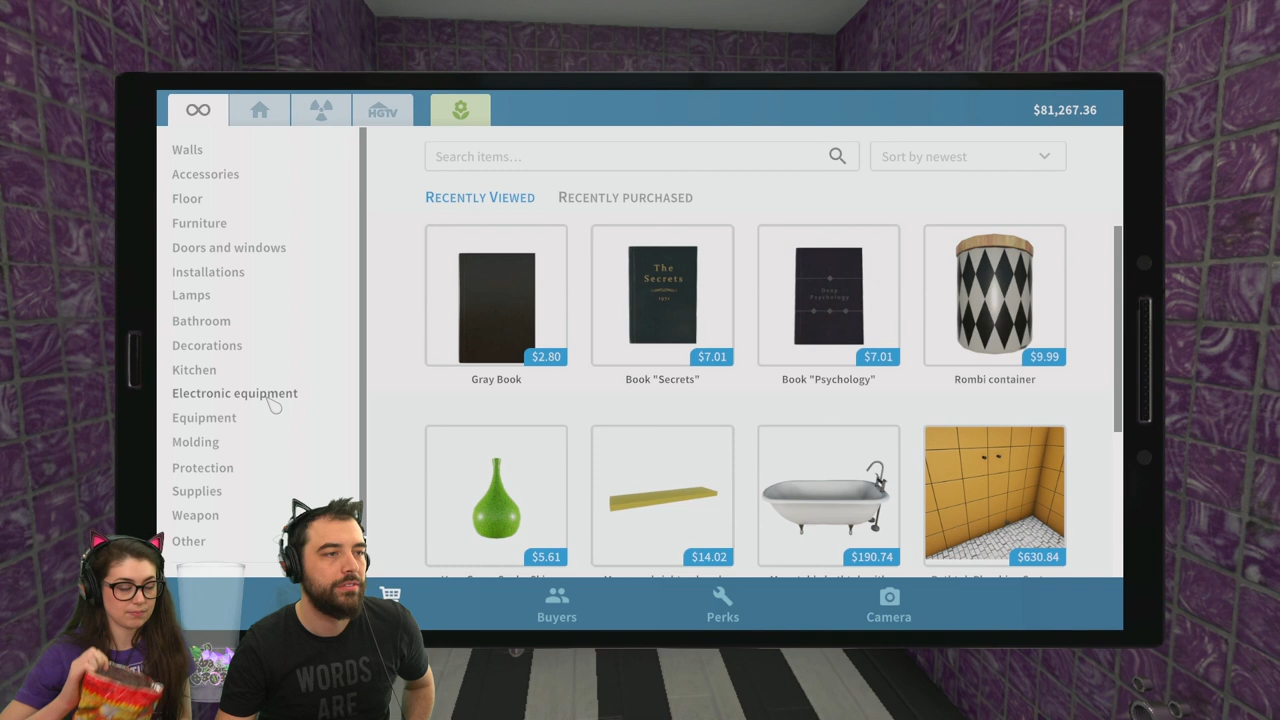 HGTV
$81,267.36
Walls
Accessories
Floor
Furniture
Doors and windows
Installations
Lamps
Bathroom
Decorations
Kitchen
Electronic equipment
Equipment
Molding
Protection
Supplies
Weapon
Other
Search items...
Sort by newest
RECENTLY VIEWED
RECENTLY PURCHASED
$2.80
Gray Book
The
Secrets
$7.01
Book "Secrets"
Deep
Psychology
$7.01
Book "Psychology"
$9.99
Rombi container
$5.61
$14.02
$190.74
$630.84
Buyers
Perks
Camera
WORDS
ARE